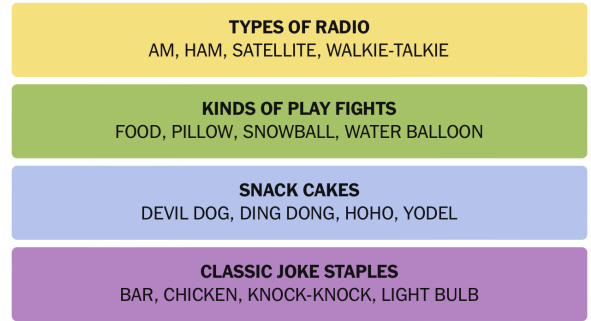 TYPES OF RADIO
AM, HAM, SATELLITE, WALKIE-TALKIE
KINDS OF PLAY FIGHTS
FOOD, PILLOW, SNOWBALL, WATER BALLOON
SNACK CAKES
DEVIL DOG, DING DONG, HOHO, YODEL
CLASSIC JOKE STAPLES
BAR, CHICKEN, KNOCK-KNOCK, LIGHT BULB